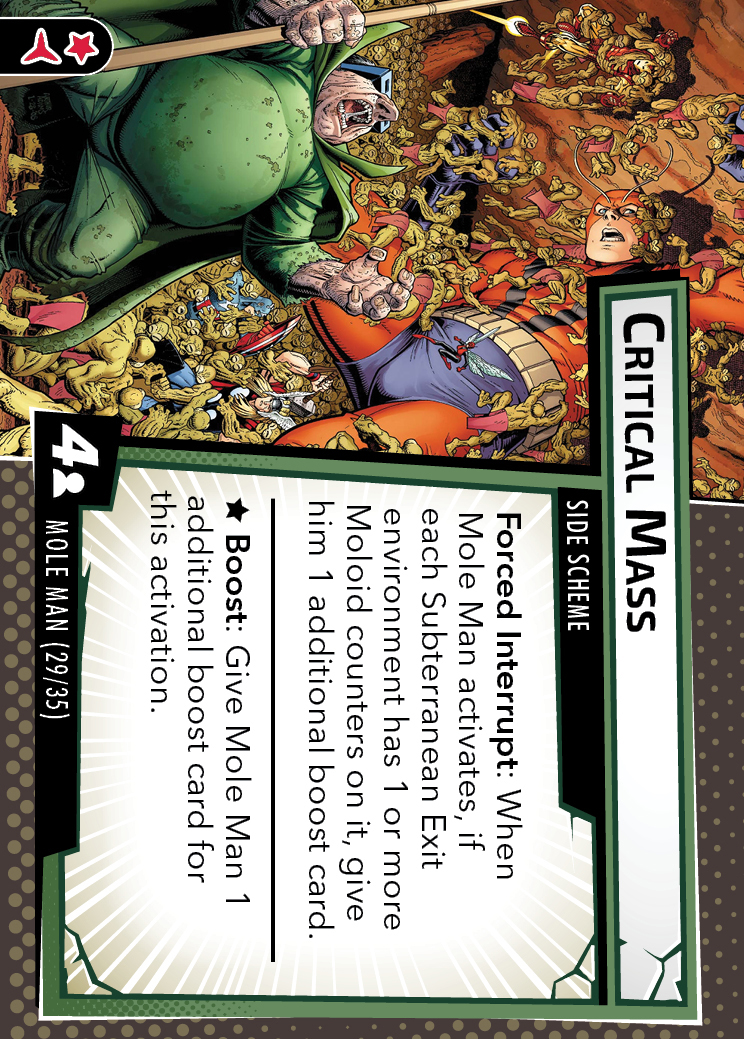 CRITICAL MASS
SIDE SCHEME
Forced Interrupt: When
Mole Man activates, if
each Subterranean Exit
environment has 1 or more
Moloid counters on it, give
him 1 additional boost card.
★ Boost: Give Mole Man 1
additional boost card for
this activation.
4
MOLE MAN (29/35)